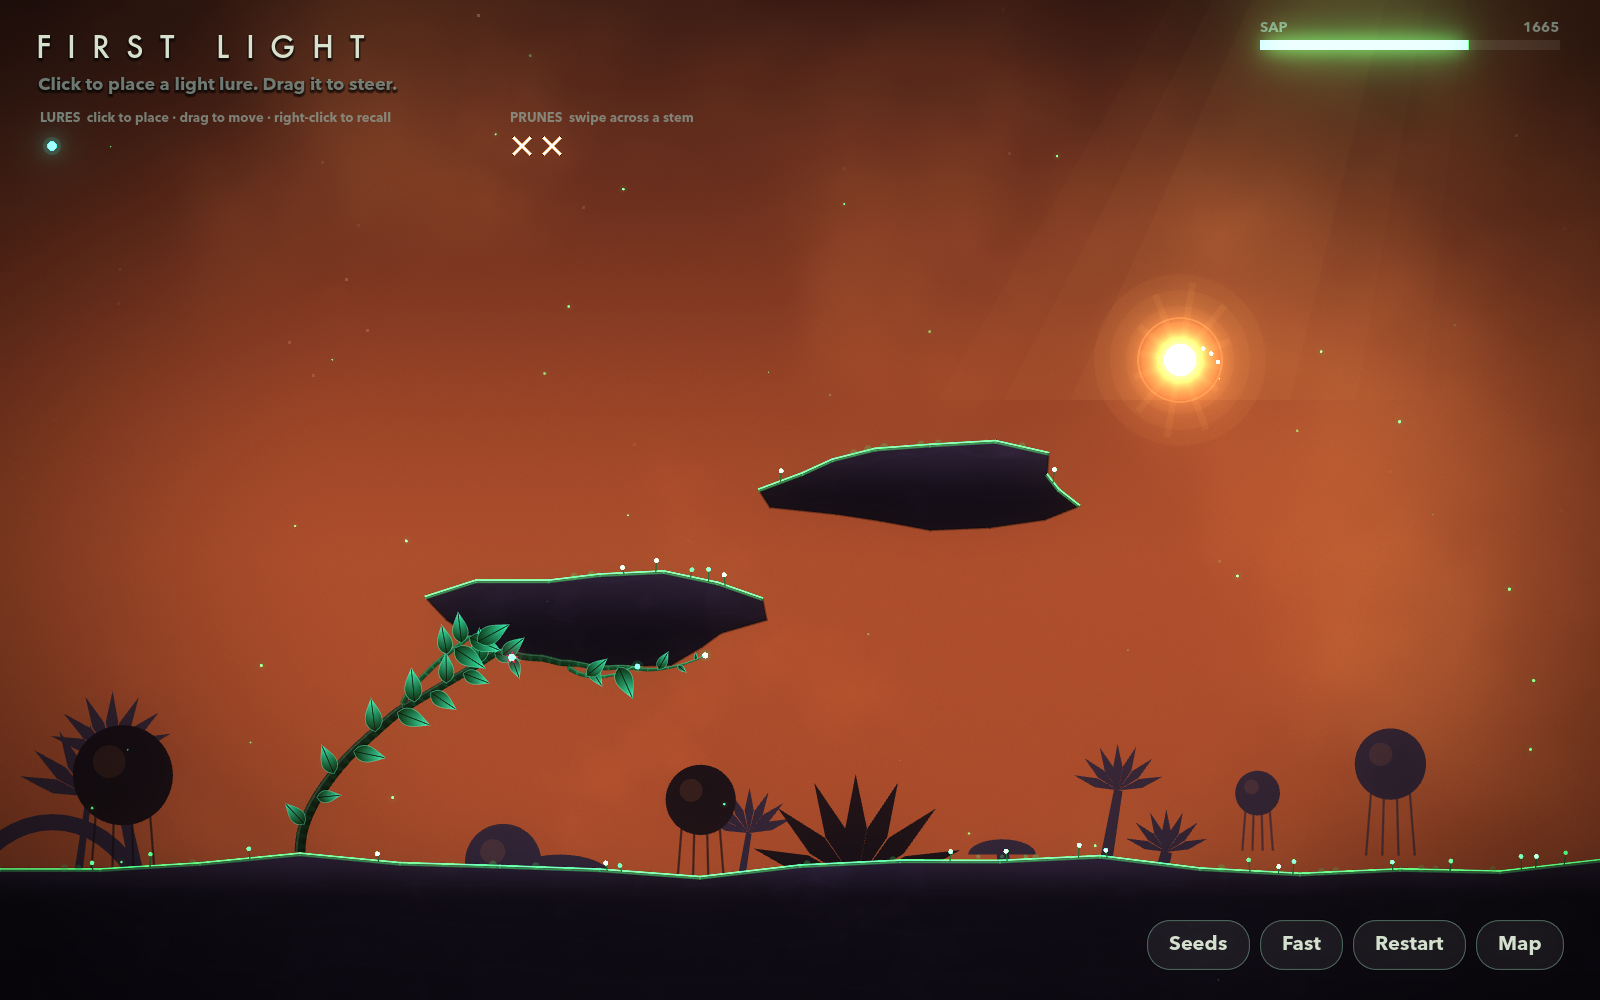 FIRST LIGHT
Click to place a light lure. Drag it to steer.
LURES click to place · drag to move · right-click to recall
PRUNES swipe across a stem
SAP 1665
Seeds Fast Restart Map